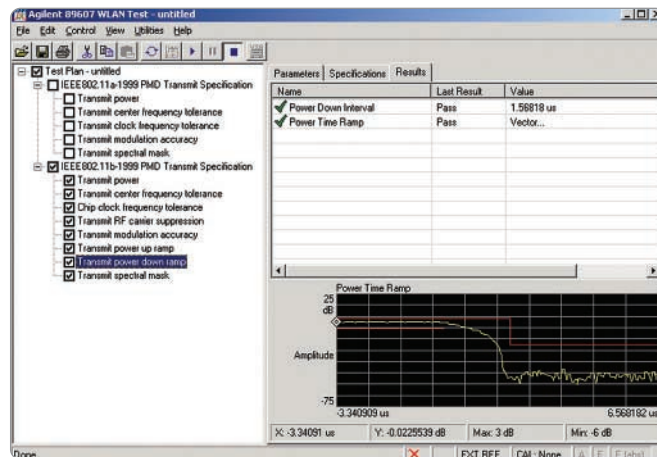 Agilent 89607 WLAN Test - untitled
File Edit Control View Utilities Help
Test Plan - untitled
IEEE802.11a-1999 PMD Transmit Specification
Transmit power
Transmit center frequency tolerance
Transmit clock frequency tolerance
Transmit modulation accuracy
Transmit spectral mask
IEEE802.11b-1999 PMD Transmit Specification
Transmit power
Transmit center frequency tolerance
Chip clock frequency tolerance
Transmit RF carrier suppression
Transmit modulation accuracy
Transmit power up ramp
Transmit power down ramp
Transmit spectral mask
Parameters Specifications Results
Name Last Result Value
Power Down Interval Pass 1.56818 us
Power Time Ramp Pass Vector...
Power Time Ramp
25
dB
Amplitude
-75
-3.340909 us 6.568182 us
X: -3.34091 us Y: -0.0225539 dB Max: 3 dB Min: -6 dB
Done EXT REF CAL: None A E E (abs)